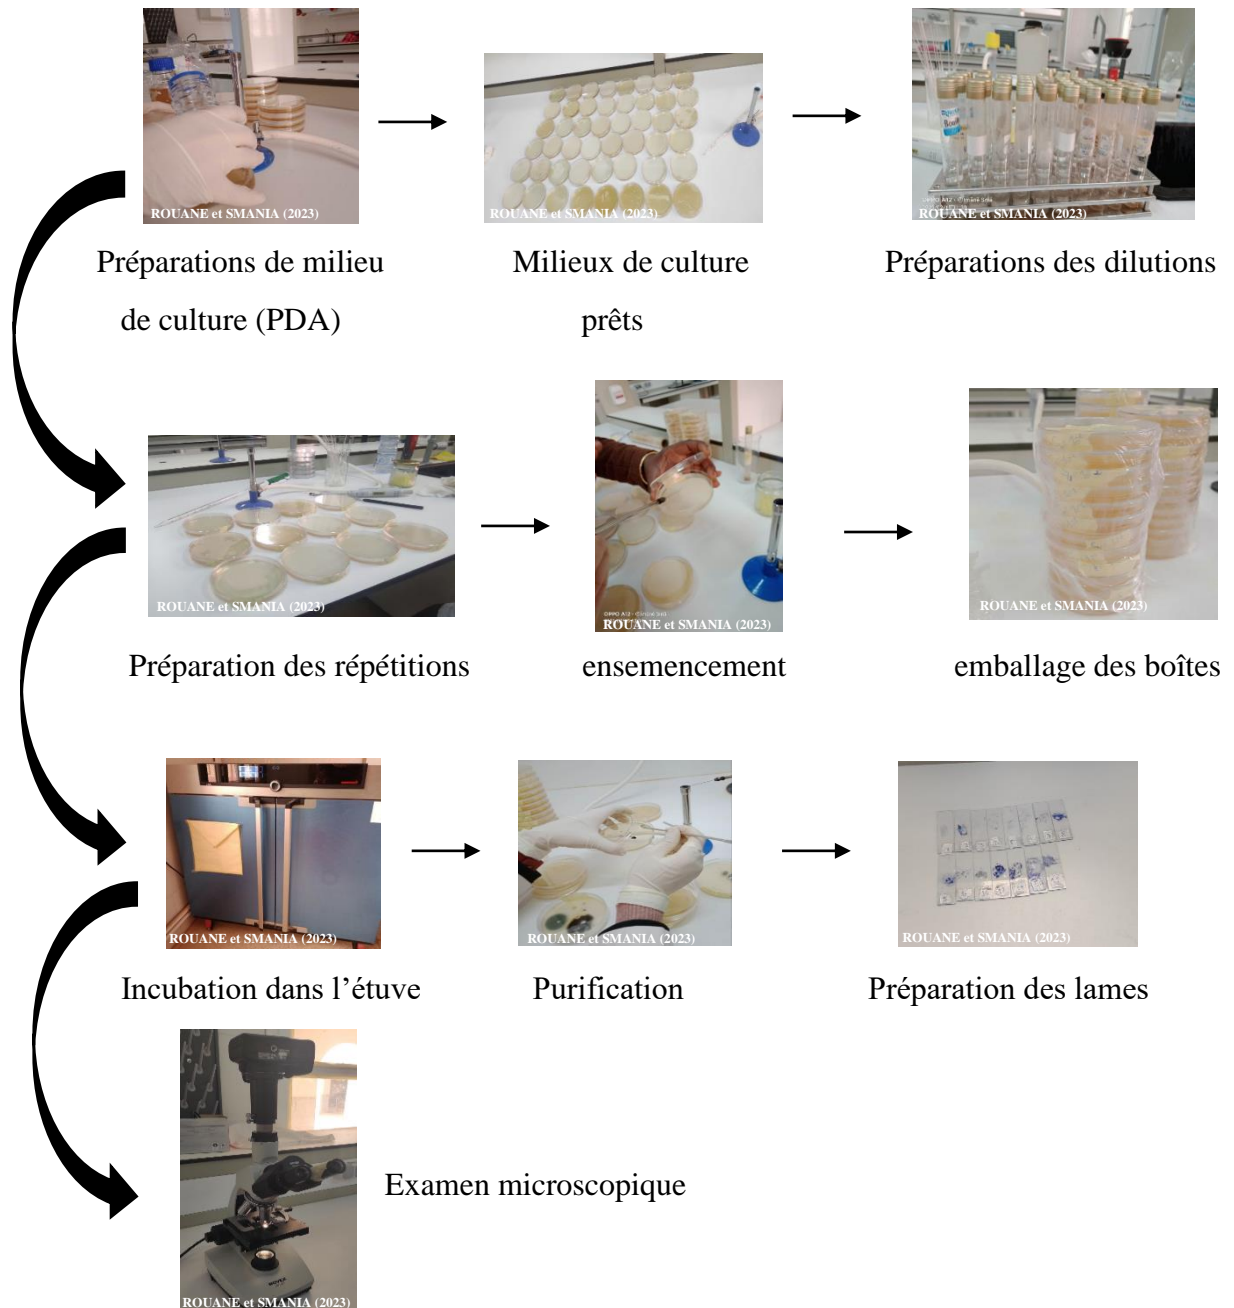 ROUANE et SMANIA (2023)
ROUANE et SMANIA (2023)
ROUANE et SMANIA (2023)
Préparations de milieu
de culture (PDA)
Milieux de culture
prêts
Préparations des dilutions
ROUANE et SMANIA (2023)
ROUANE et SMANIA (2023)
ROUANE et SMANIA (2023)
Préparation des répétitions
ensemencement
emballage des boîtes
ROUANE et SMANIA (2023)
ROUANE et SMANIA (2023)
ROUANE et SMANIA (2023)
Incubation dans l’étuve
Purification
Préparation des lames
Examen microscopique
ROUANE et SMANIA (2023)